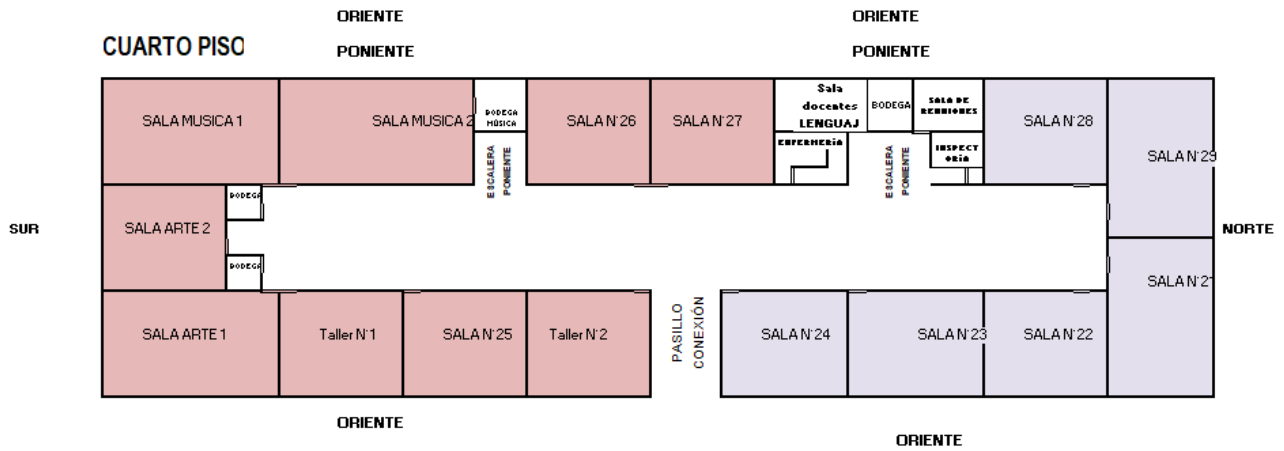 ORIENTE
ORIENTE
CUARTO PISO
PONIENTE
PONIENTE
SALA MUSICA 1
SALA MUSICA 2
BODEGA
MÚSICA
SALA N°26
SALA N°27
Sala
docentes
LENGUAJ
BODEGA
SALA DE
REUNIONES
SALA N°28
ENFERMERÍA
INSPECT
ORÍA
SALA N°29
ESCALERA
PONIENTE
ESCALERA
PONIENTE
BODEGA
SUR
SALA ARTE 2
NORTE
BODEGA
SALA N°21
SALA ARTE 1
Taller N°1
SALA N°25
Taller N°2
PASILLO
CONEXIÓN
SALA N°24
SALA N°23
SALA N°22
ORIENTE
ORIENTE